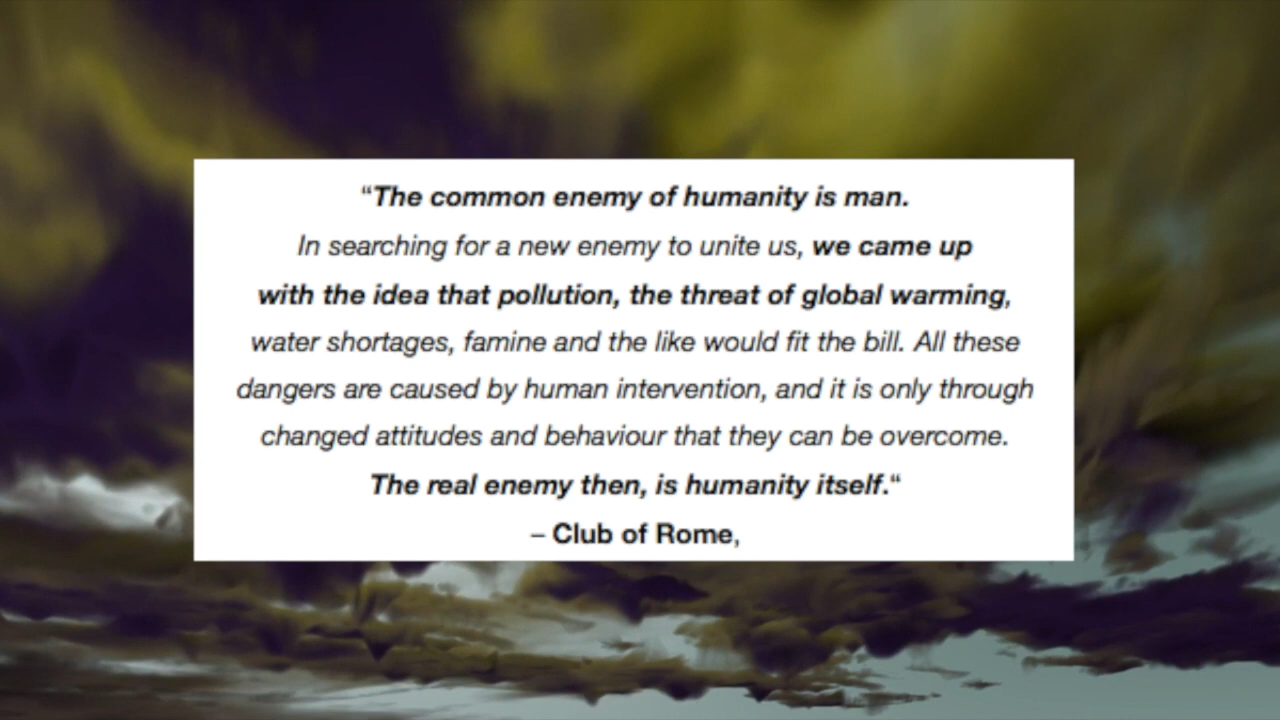 “The common enemy of humanity is man.
In searching for a new enemy to unite us, we came up
with the idea that pollution, the threat of global warming,
water shortages, famine and the like would fit the bill. All these
dangers are caused by human intervention, and it is only through
changed attitudes and behaviour that they can be overcome.
The real enemy then, is humanity itself.“
– Club of Rome,